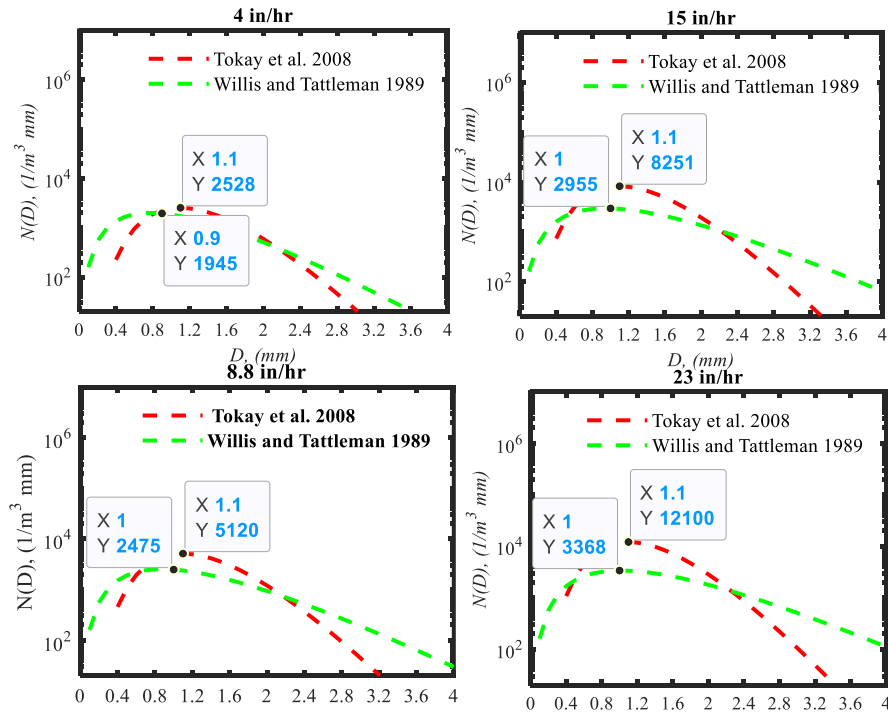 4 in/hr
Tokay et al. 2008
Willis and Tattleman 1989
10^6
10^4
10^2
N(D), (1/m^3 mm)
X 1.1
Y 2528
X 0.9
Y 1945
0 0.4 0.8 1.2 1.6 2 2.4 2.8 3.2 3.6 4
D, (mm)
15 in/hr
Tokay et al. 2008
Willis and Tattleman 1989
10^6
10^4
10^2
N(D), (1/m^3 mm)
X 1
Y 2955
X 1.1
Y 8251
0 0.4 0.8 1.2 1.6 2 2.4 2.8 3.2 3.6 4
D, (mm)
8.8 in/hr
Tokay et al. 2008
Willis and Tattleman 1989
10^6
10^4
10^2
N(D), (1/m^3 mm)
X 1
Y 2475
X 1.1
Y 5120
0 0.4 0.8 1.2 1.6 2 2.4 2.8 3.2 3.6 4
23 in/hr
Tokay et al. 2008
Willis and Tattleman 1989
10^6
10^4
10^2
N(D), (1/m^3 mm)
X 1
Y 3368
X 1.1
Y 12100
0 0.4 0.8 1.2 1.6 2 2.4 2.8 3.2 3.6 4